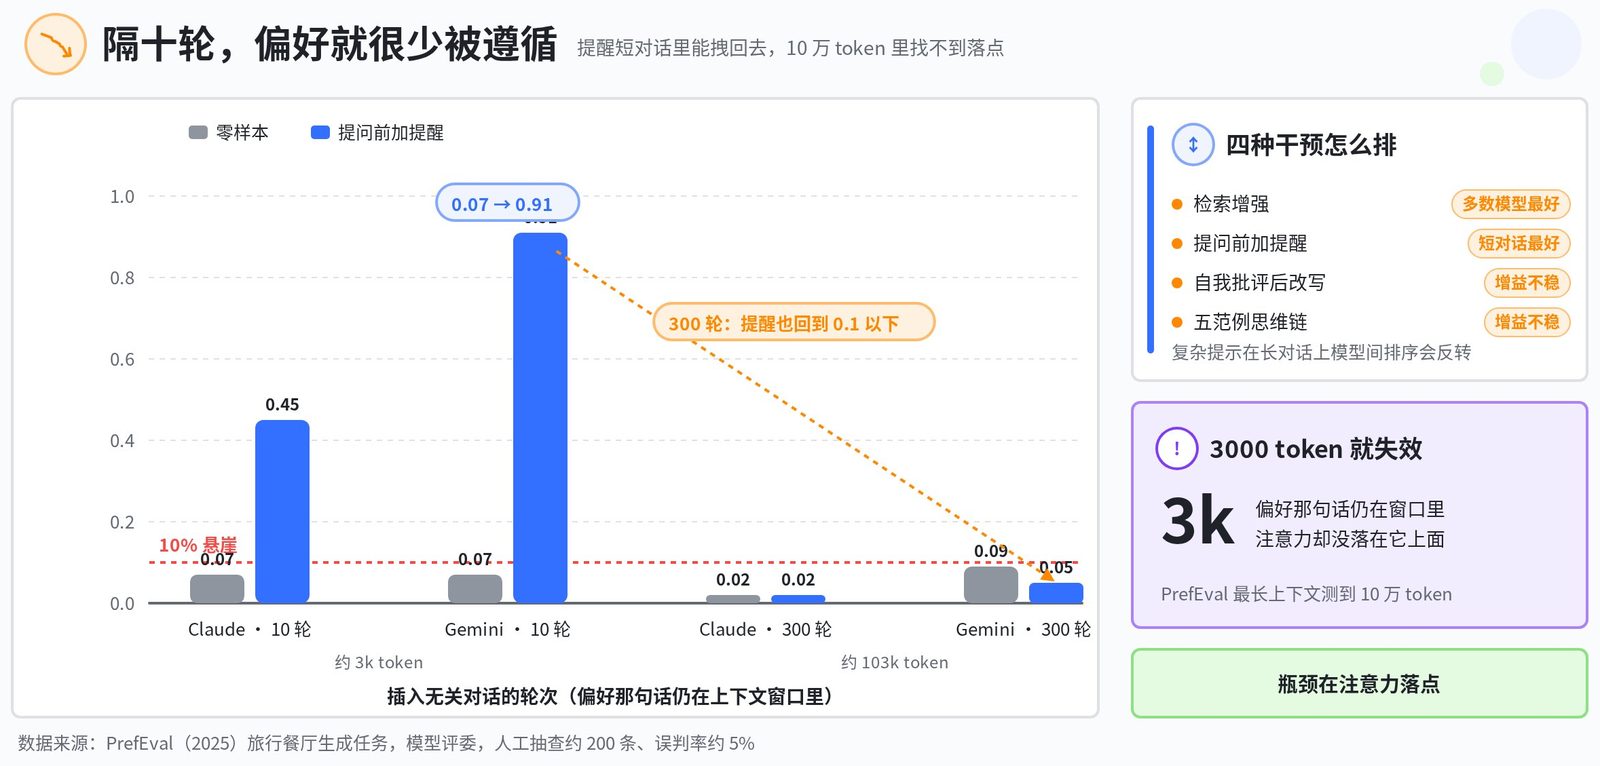 隔十轮，偏好就很少被遵循
提醒短对话里能拽回去，10 万 token 里找不到落点
零样本
提问前加提醒
1.0
0.8
0.6
0.4
0.2
0.0
0.07 → 0.91
300 轮：提醒也回到 0.1 以下
10% 悬崖
0.07
0.45
0.07
0.02
0.02
0.09
0.05
Claude · 10 轮
Gemini · 10 轮
Claude · 300 轮
Gemini · 300 轮
约 3k token
约 103k token
插入无关对话的轮次（偏好那句话仍在上下文窗口里）
四种干预怎么排
检索增强
多数模型最好
提问前加提醒
短对话最好
自我批评后改写
增益不稳
五范例思维链
增益不稳
复杂提示在长对话上模型间排序会反转
!
3000 token 就失效
3k
偏好那句话仍在窗口里
注意力却没落在它上面
PrefEval 最长上下文测到 10 万 token
瓶颈在注意力落点
数据来源：PrefEval（2025）旅行餐厅生成任务，模型评委，人工抽查约 200 条、误判率约 5%